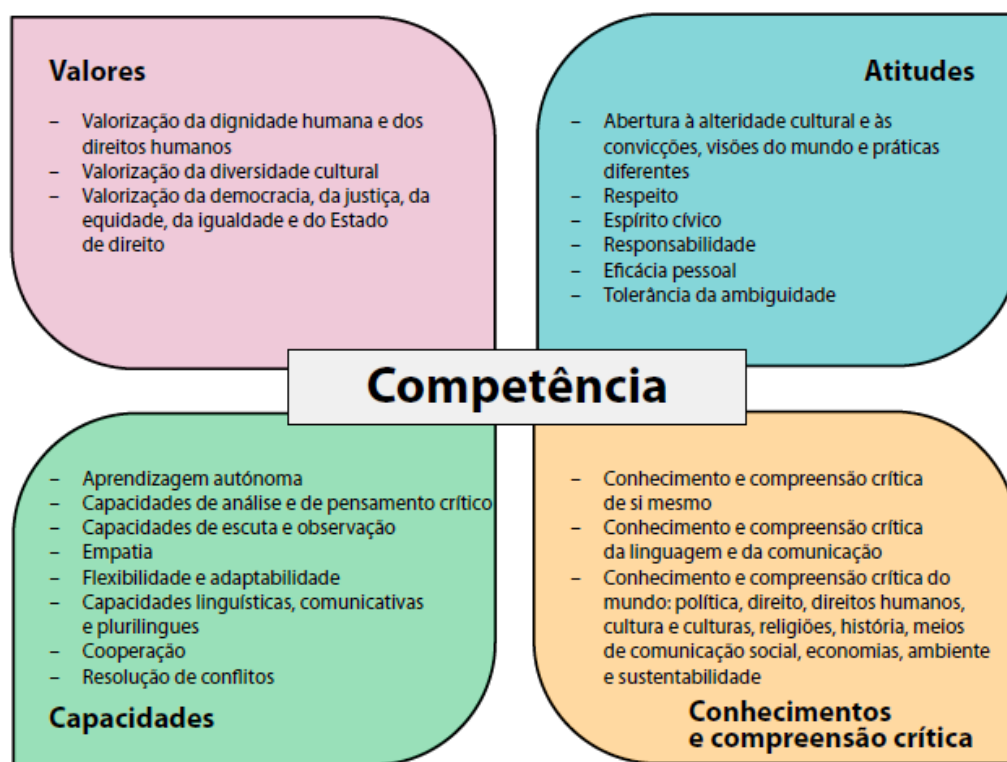 Valores
– Valorização da dignidade humana e dos
direitos humanos
– Valorização da diversidade cultural
– Valorização da democracia, da justiça, da
equidade, da igualdade e do Estado
de direito
Atitudes
– Abertura à alteridade cultural e às
convicções, visões do mundo e práticas
diferentes
– Respeito
– Espírito cívico
– Responsabilidade
– Eficácia pessoal
– Tolerância da ambiguidade
Competência
– Aprendizagem autónoma
– Capacidades de análise e de pensamento crítico
– Capacidades de escuta e observação
– Empatia
– Flexibilidade e adaptabilidade
– Capacidades linguísticas, comunicativas
e plurilingues
– Cooperação
– Resolução de conflitos
Capacidades
– Conhecimento e compreensão crítica
de si mesmo
– Conhecimento e compreensão crítica
da linguagem e da comunicação
– Conhecimento e compreensão crítica do
mundo: política, direito, direitos humanos,
cultura e culturas, religiões, história, meios
de comunicação social, economias, ambiente
e sustentabilidade
Conhecimentos
e compreensão crítica